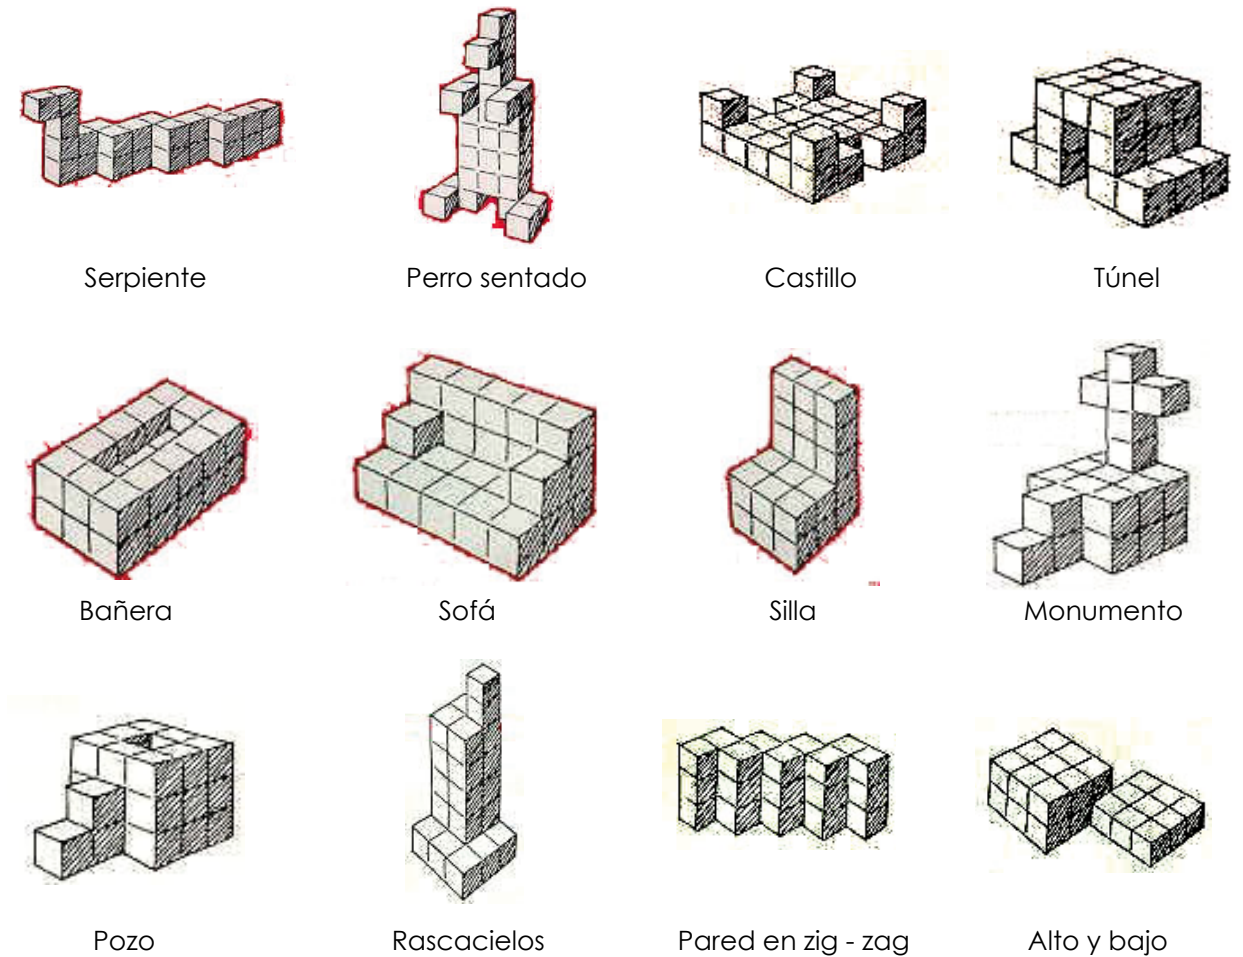 Serpiente
Perro sentado
Castillo
Túnel
Bañera
Sofá
Silla
Monumento
Pozo
Rascacielos
Pared en zig - zag
Alto y bajo